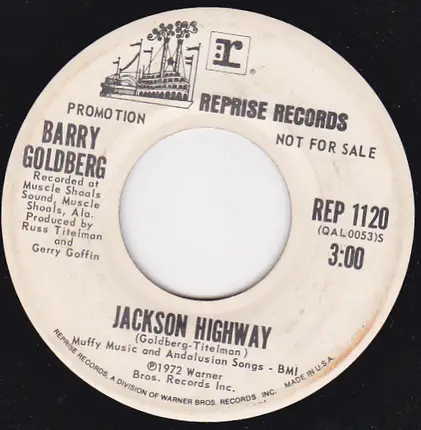 r:
PROMOTION
REPRISE RECORDS
NOT FOR SALE
BARRY
GOLDBERG
Recorded at
Muscle Shoals
Sound, Muscle
Shoals, Ala.
Produced by
Russ Titelman
and
Gerry Goffin
REP 1120
(QAL0053)S
3:00
JACKSON HIGHWAY
(Goldberg-Titelman)
Muffy Music and Andalusian Songs - BMI
℗1972 Warner
Bros. Records Inc.
REPRISE RECORDS, A DIVISION OF WARNER BROS. RECORDS INC. MADE IN U.S.A.